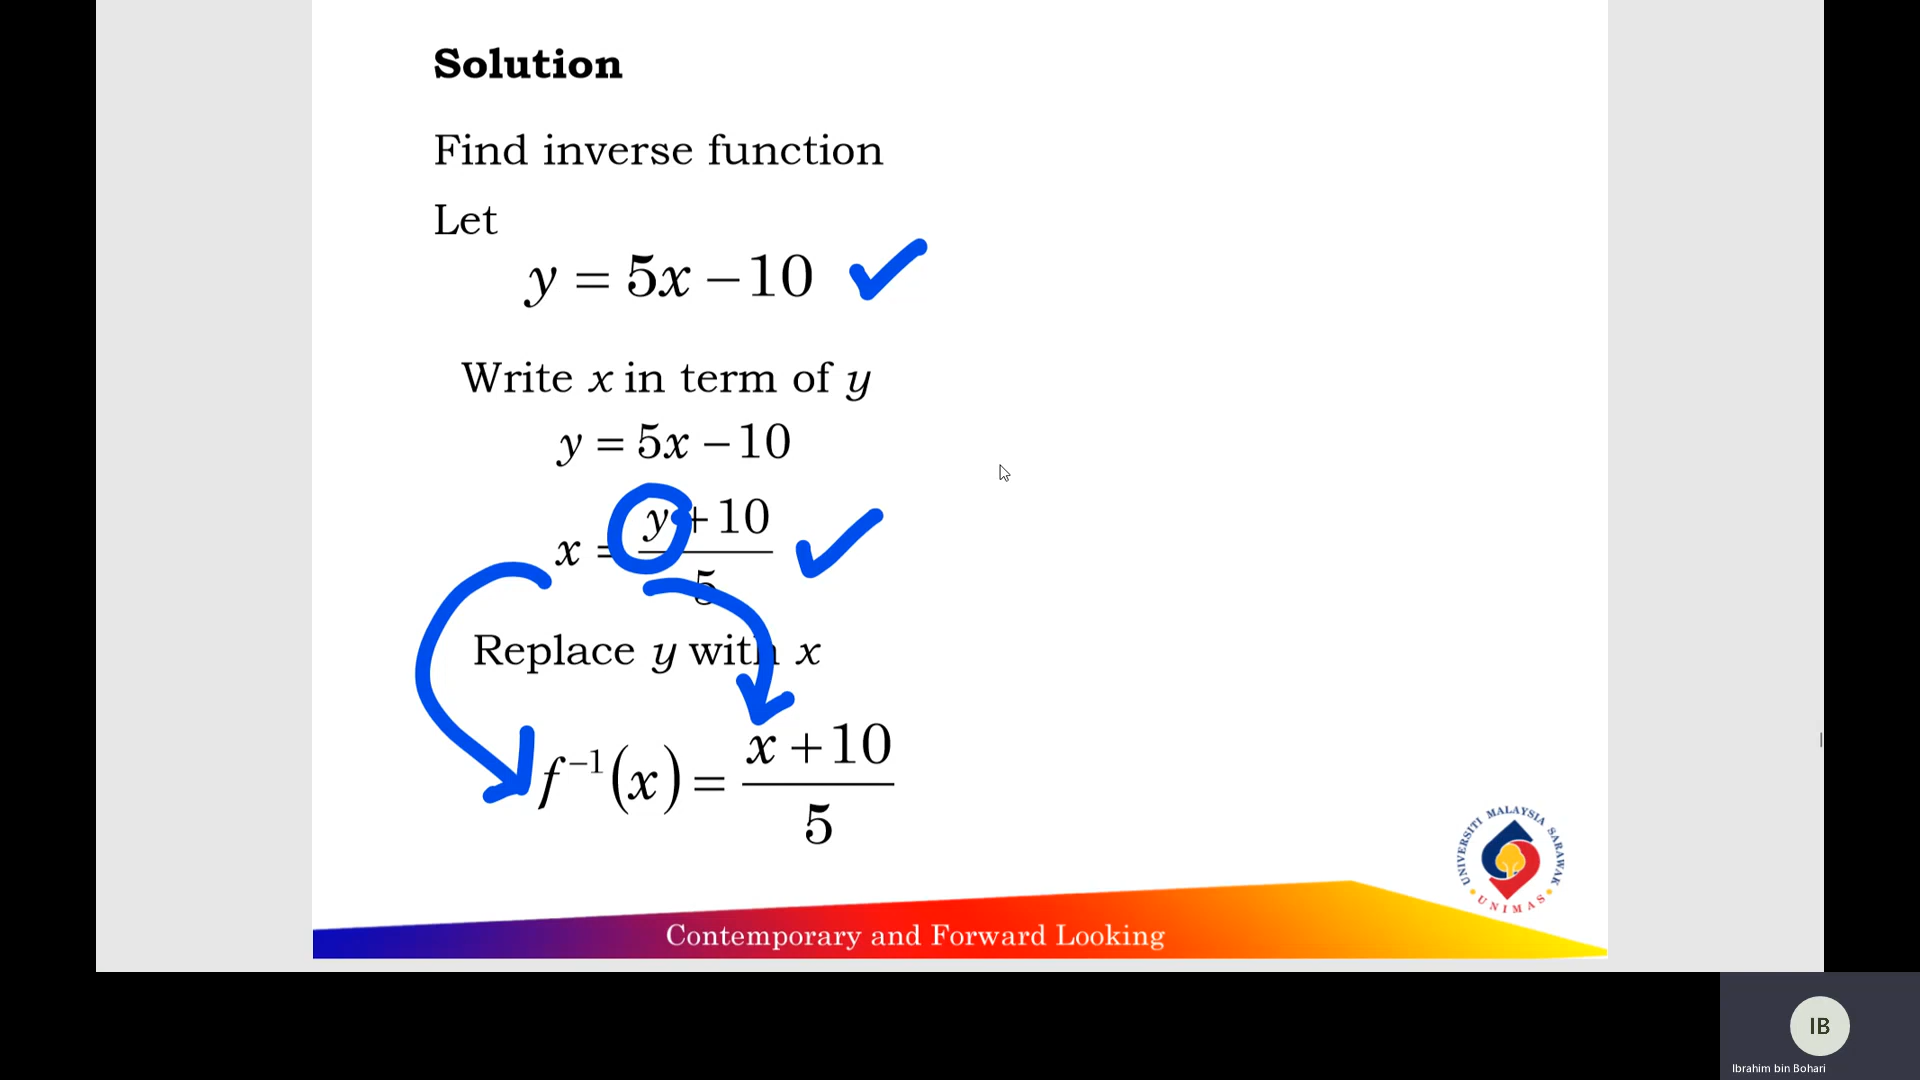 Solution
Find inverse function
Let
y = 5x − 10
Write x in term of y
y = 5x − 10
x = y + 10
5
Replace y with x
f⁻¹(x) = x + 10
5
UNIVERSITI MALAYSIA SARAWAK
UNIMAS
Contemporary and Forward Looking
IB
Ibrahim bin Bohari